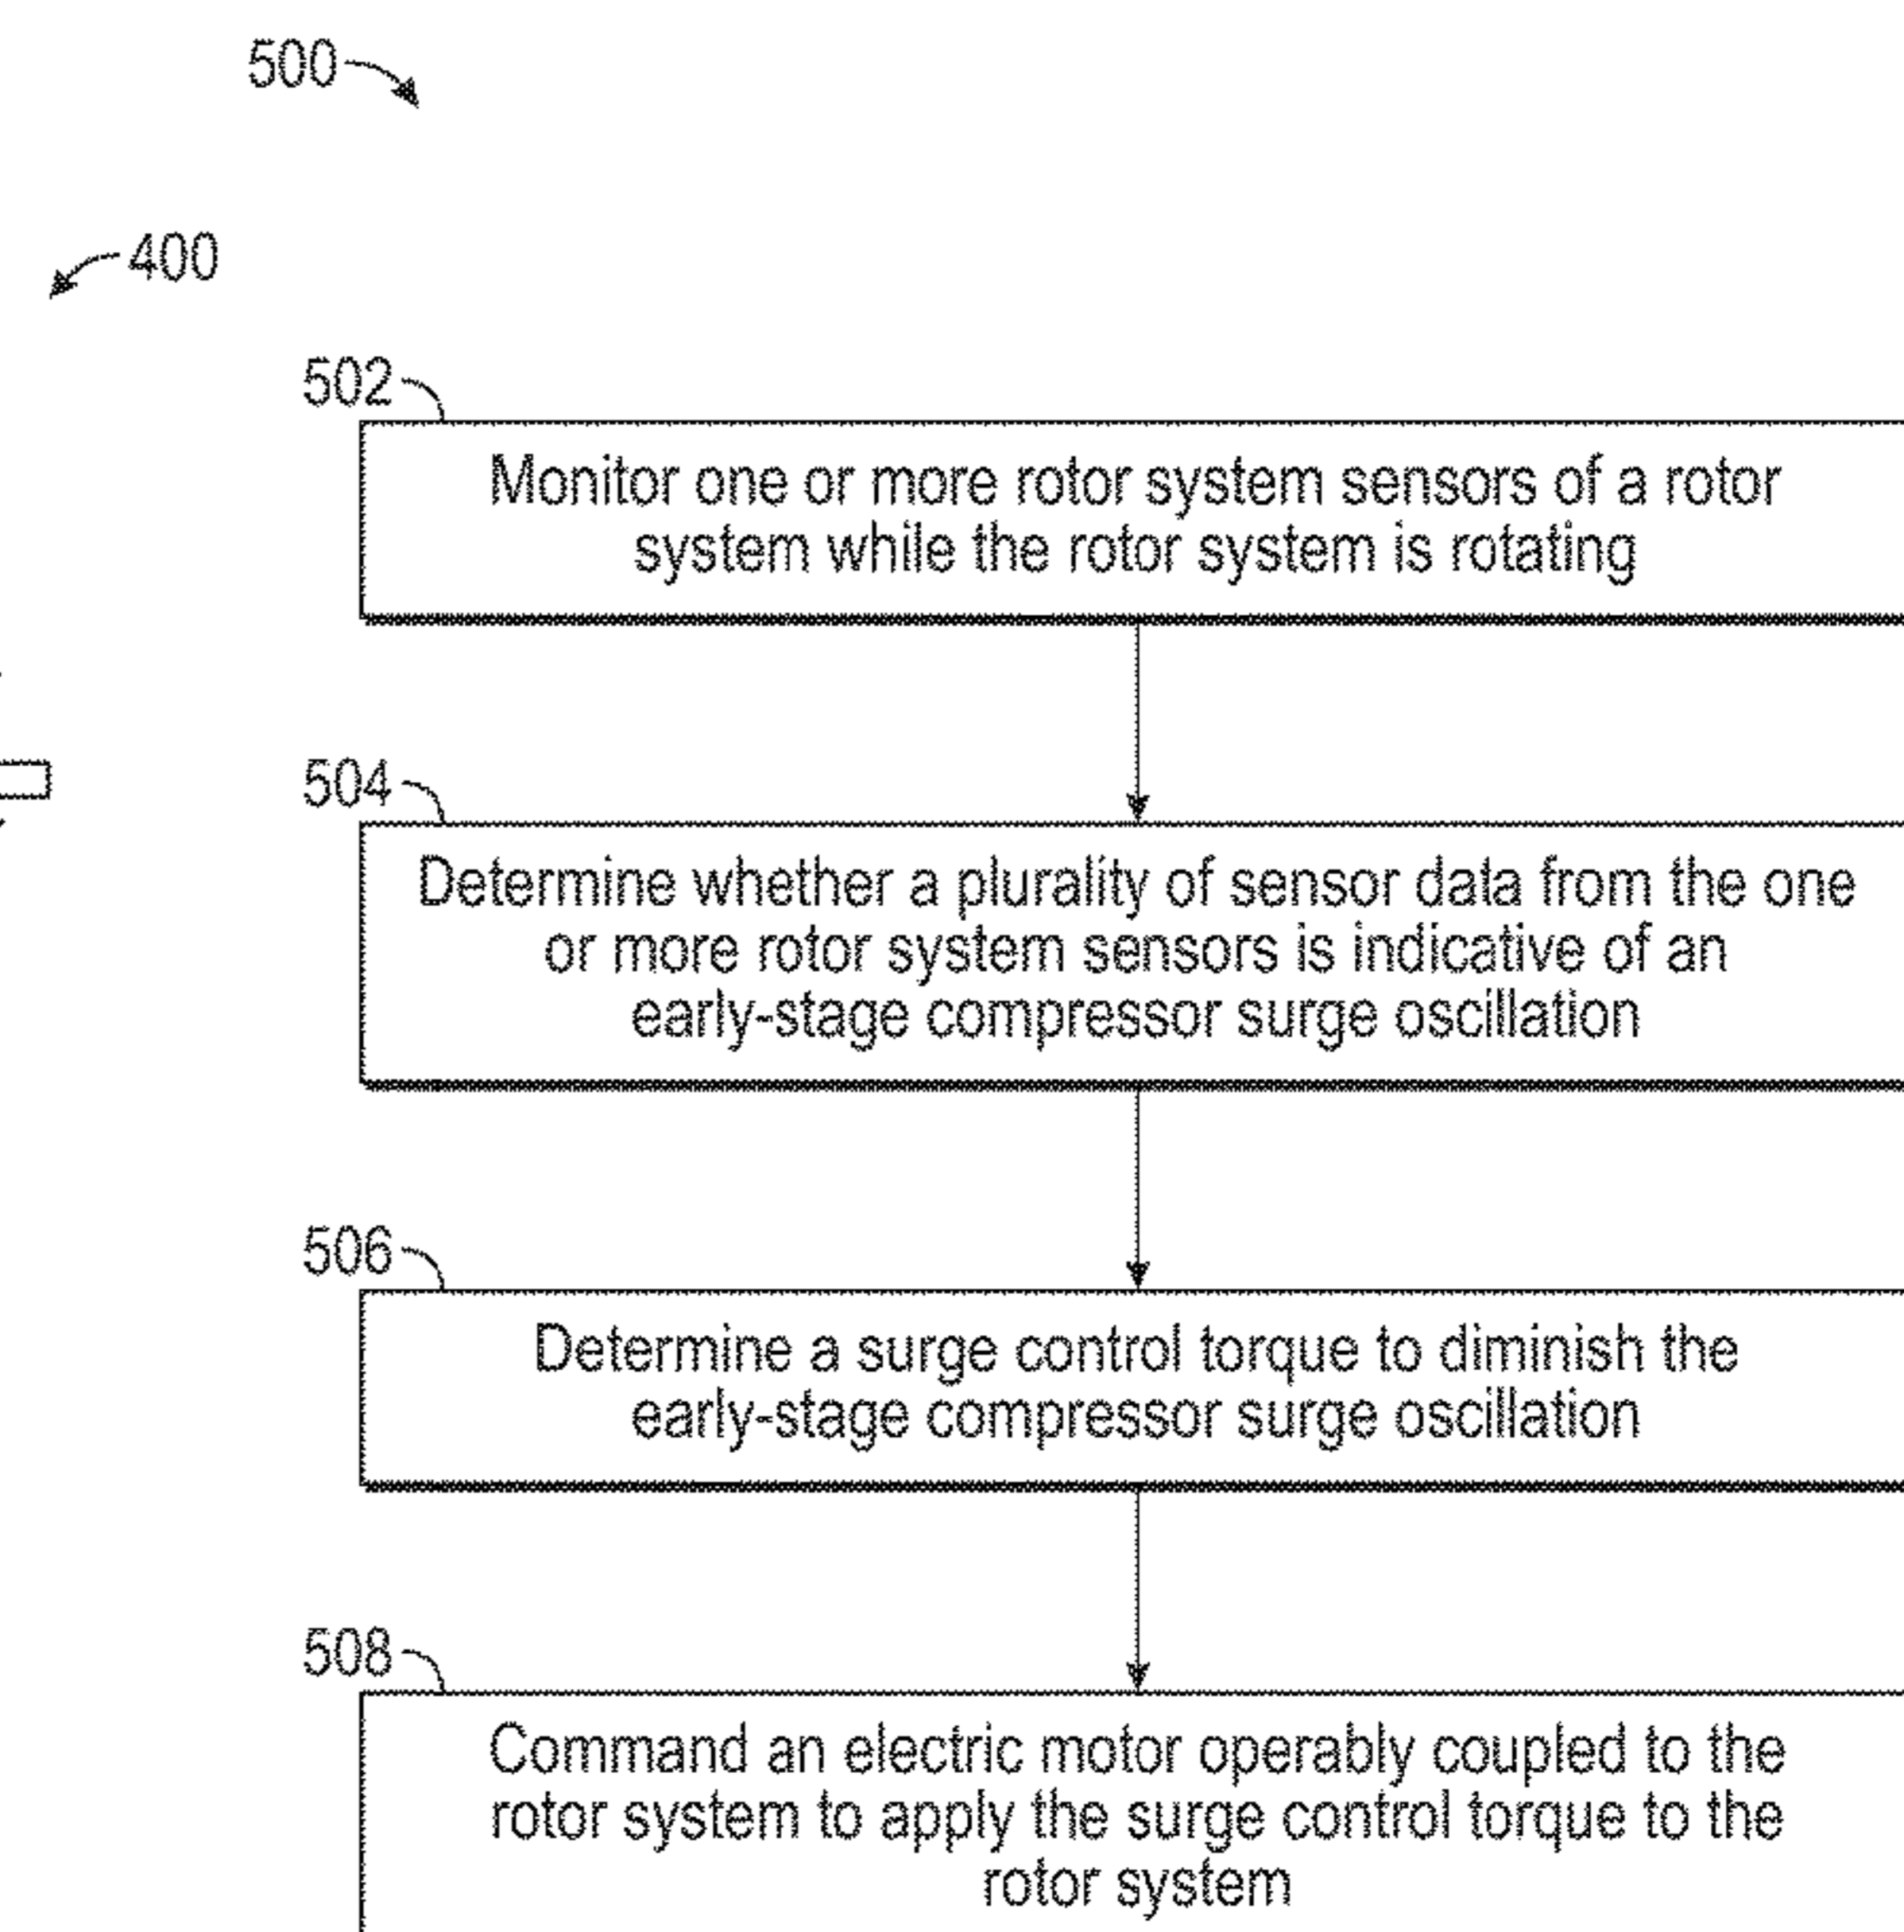 500
400
502
Monitor one or more rotor system sensors of a rotor
system while the rotor system is rotating
504
Determine whether a plurality of sensor data from the one
or more rotor system sensors is indicative of an
early-stage compressor surge oscillation
506
Determine a surge control torque to diminish the
early-stage compressor surge oscillation
508
Command an electric motor operably coupled to the
rotor system to apply the surge control torque to the
rotor system